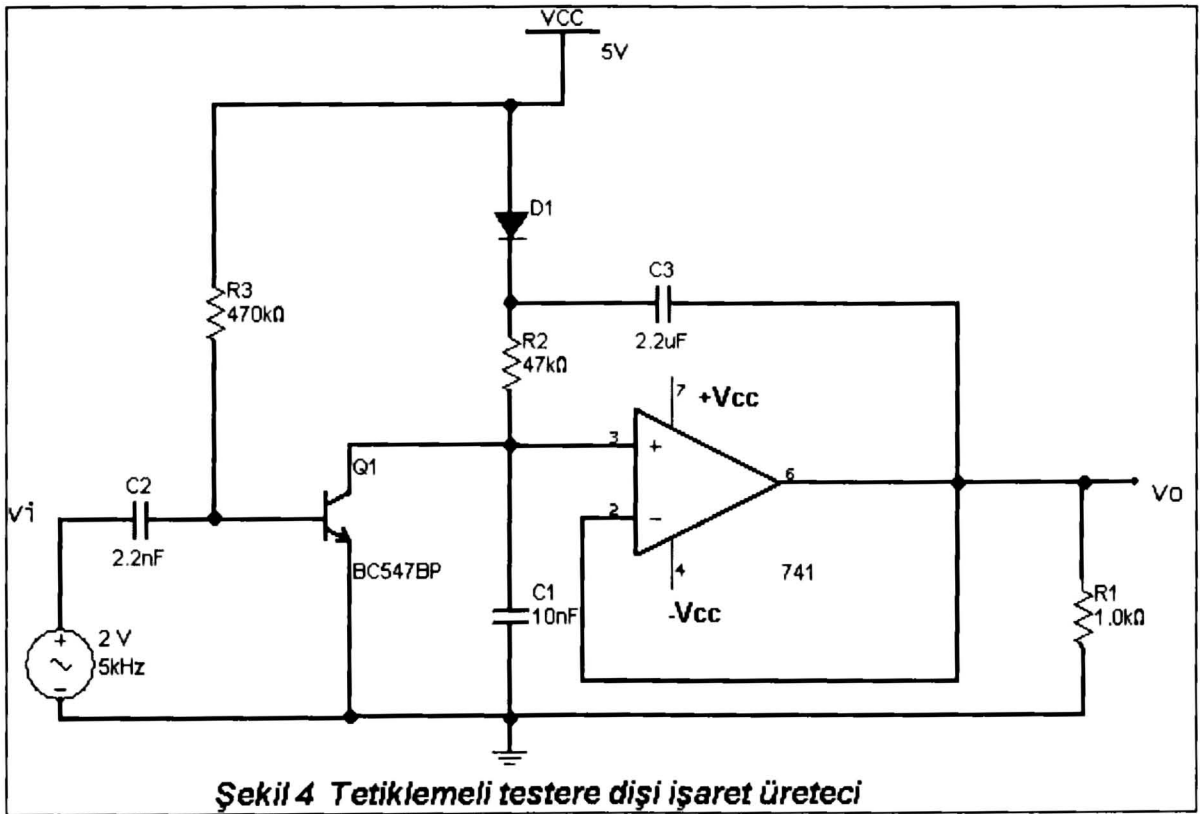 VCC
5V
D1
C3
2.2uF
R3
470kΩ
R2
47kΩ
7
+Vcc
3
+
6
Vo
2
−
4
-Vcc
741
Q1
C2
Vi
2.2nF
BC547BP
C1
10nF
R1
1.0kΩ
+
2 V
5kHz
−
Şekil 4 Tetiklemeli testere dişi işaret üreteci